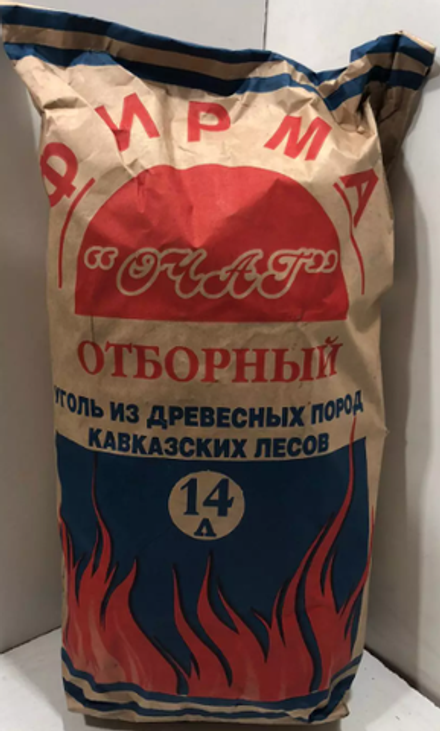 ФИРМА
“ОЧАГ”
ОТБОРНЫЙ
УГОЛЬ ИЗ ДРЕВЕСНЫХ ПОРОД
КАВКАЗСКИХ ЛЕСОВ
14
Л